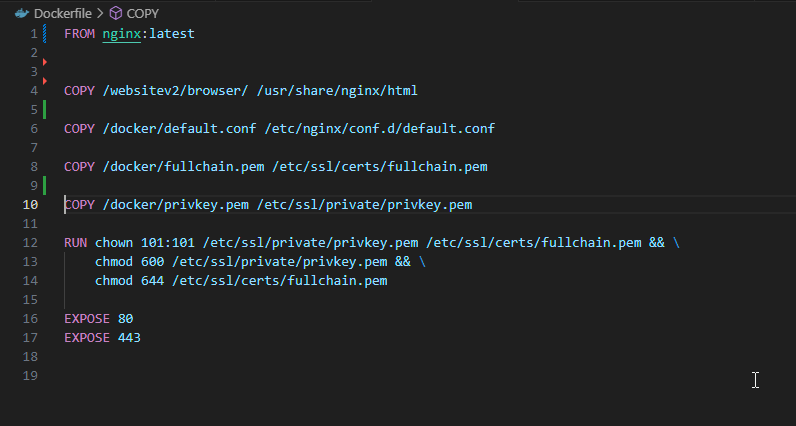 Dockerfile > COPY
1 FROM nginx:latest
2
3
4 COPY /websitev2/browser/ /usr/share/nginx/html
5
6 COPY /docker/default.conf /etc/nginx/conf.d/default.conf
7
8 COPY /docker/fullchain.pem /etc/ssl/certs/fullchain.pem
9
10 COPY /docker/privkey.pem /etc/ssl/private/privkey.pem
11
12 RUN chown 101:101 /etc/ssl/private/privkey.pem /etc/ssl/certs/fullchain.pem && \
13     chmod 600 /etc/ssl/private/privkey.pem && \
14     chmod 644 /etc/ssl/certs/fullchain.pem
15
16 EXPOSE 80
17 EXPOSE 443
18
19